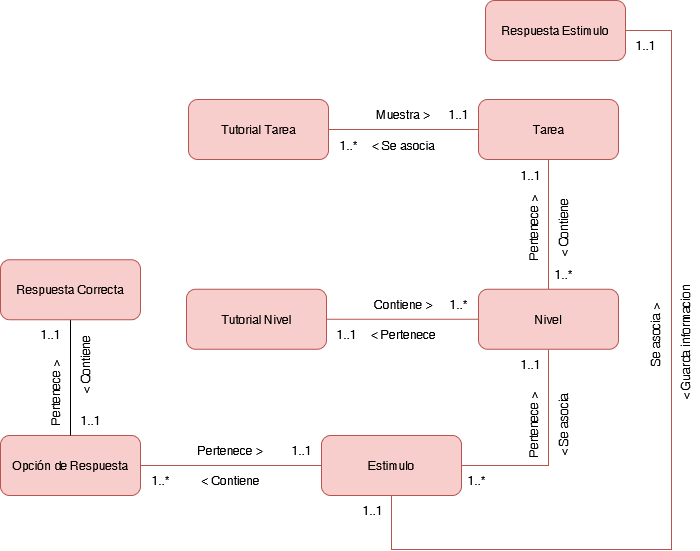 Respuesta Estimulo
1..1
Tutorial Tarea
Muestra >
1..1
1..*
< Se asocia
Tarea
1..1
Pertenece >
< Contiene
1..*
Respuesta Correcta
1..1
Pertenece >
< Contiene
1..1
Tutorial Nivel
Contiene >
1..*
1..1
< Pertenece
Nivel
1..1
Pertenece >
< Se asocia
1..*
Se asocia >
< Guarda informacion
Opción de Respuesta
Pertenece >
1..1
1..*
< Contiene
Estimulo
1..1